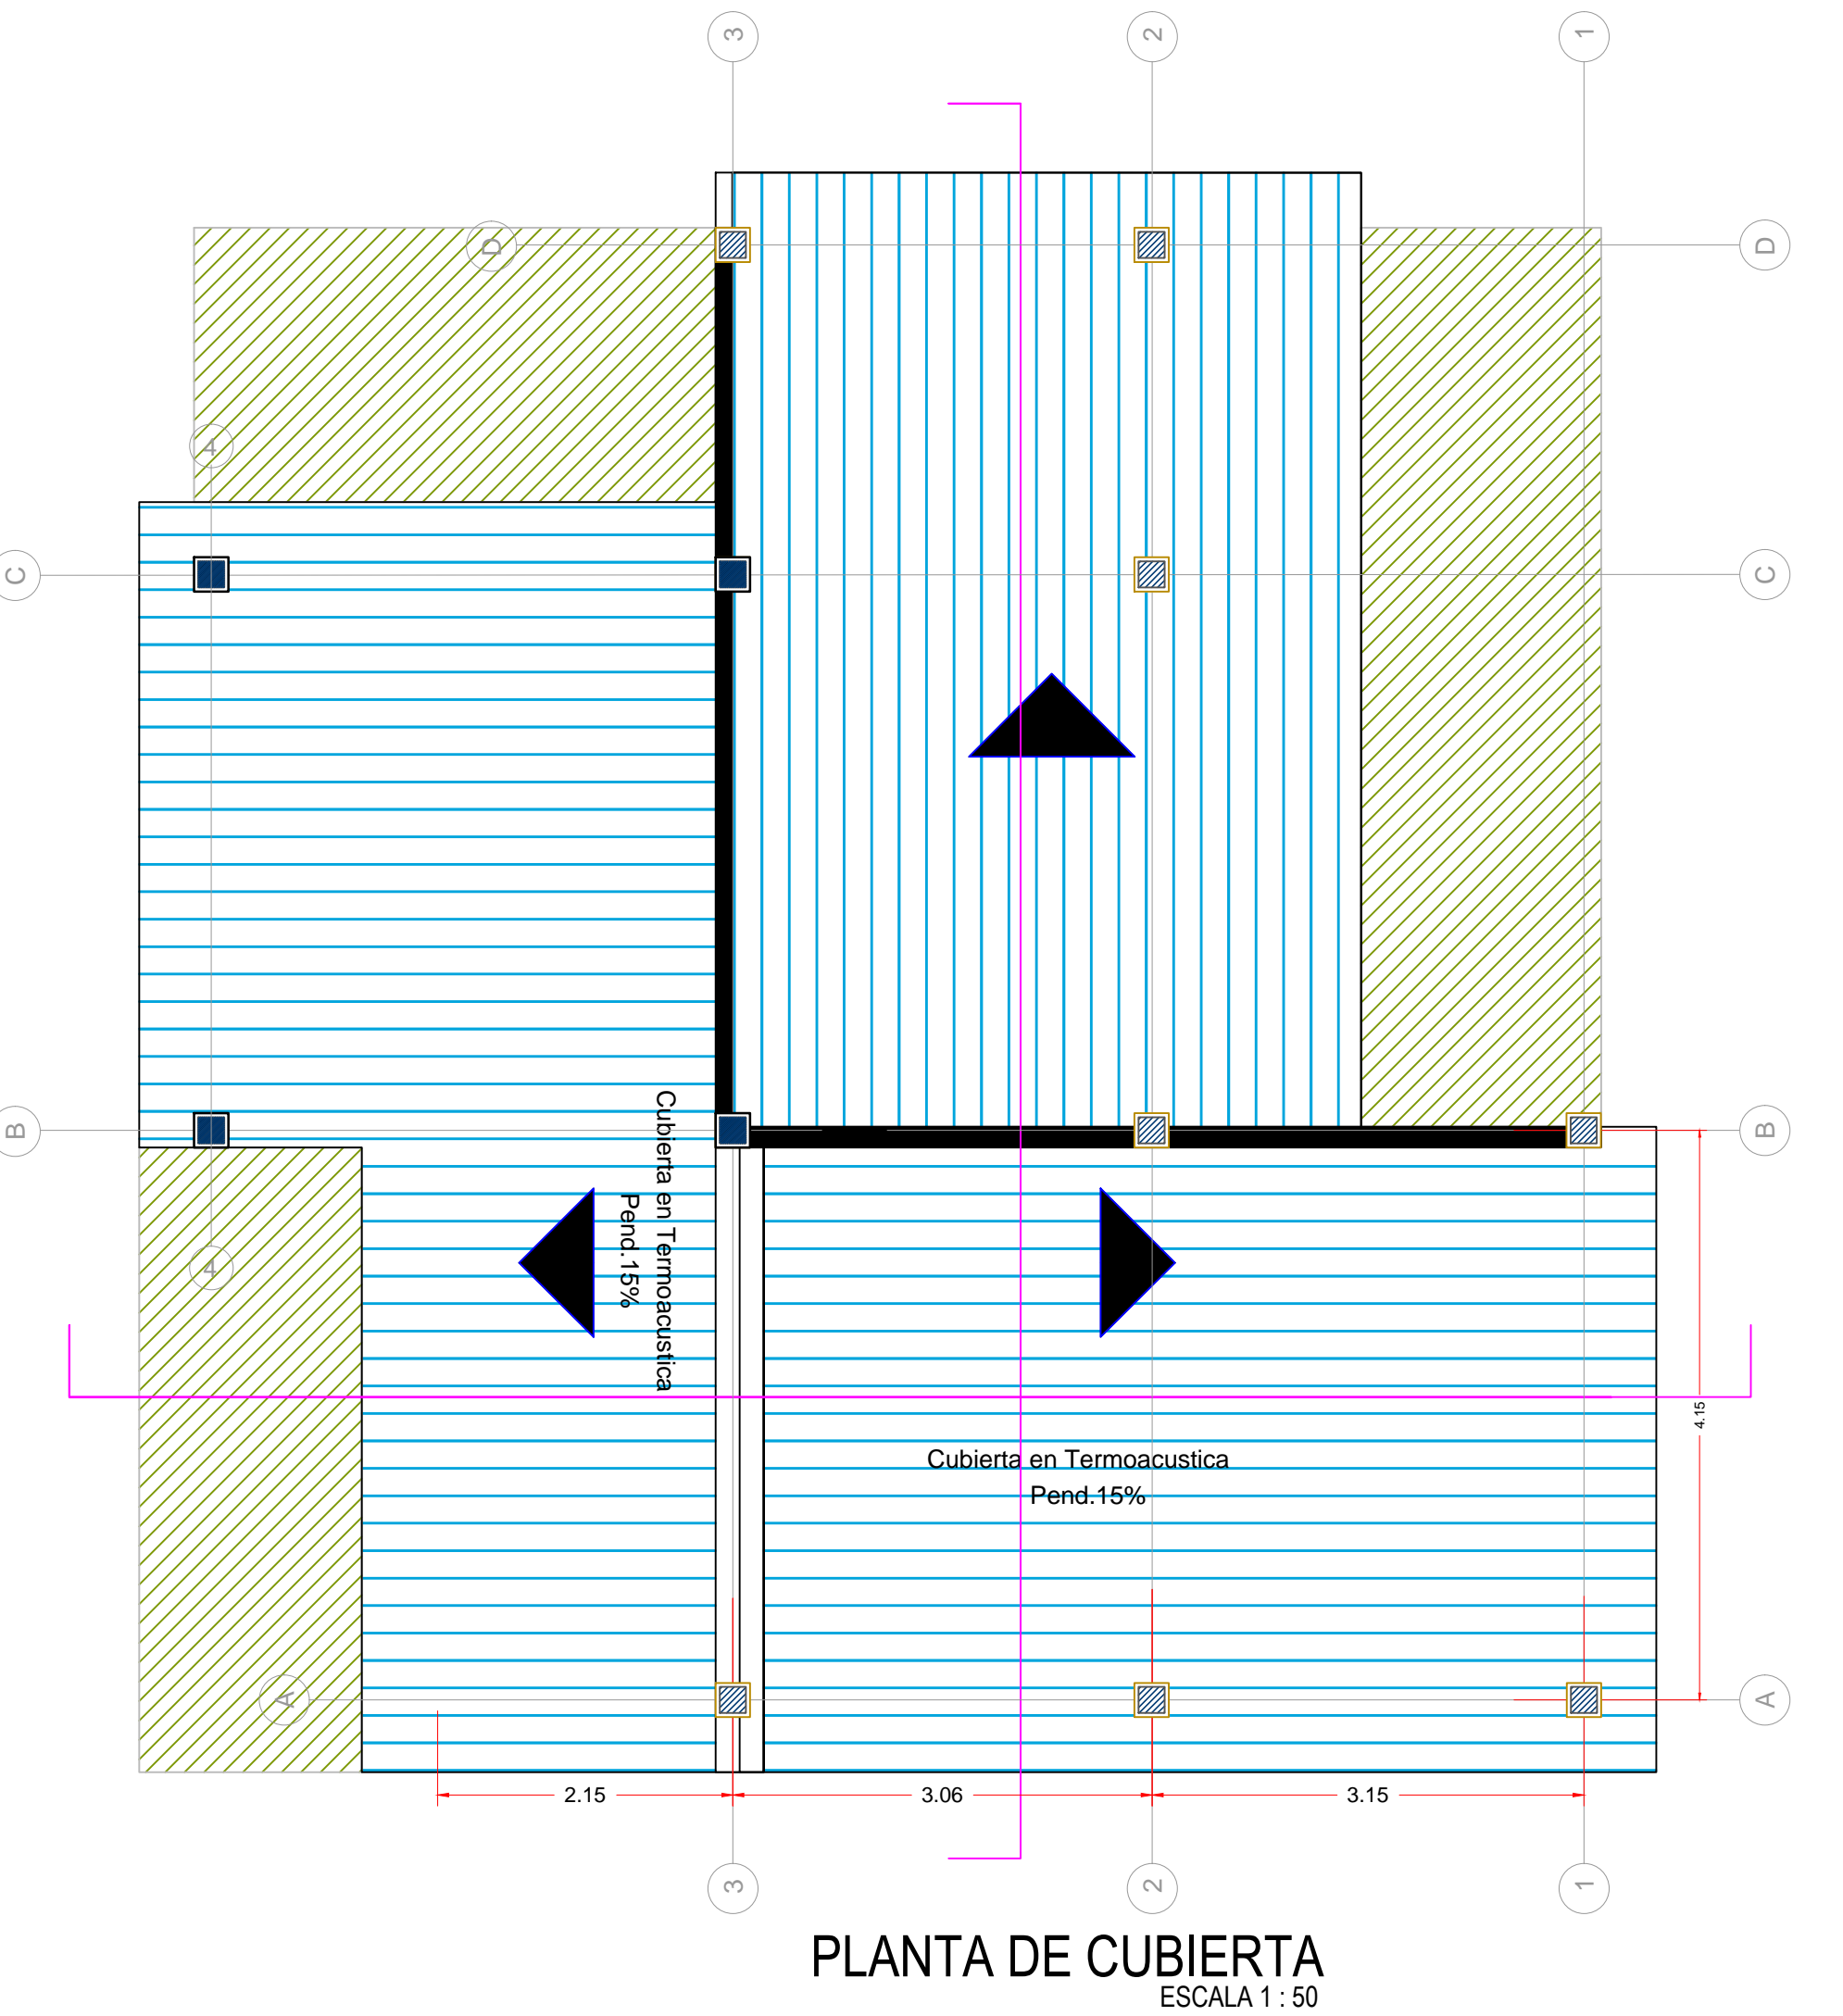 3
2
1
D
D
4
C
C
Cubierta en Termoacustica
Pend.15%
B
B
4
4.15
Cubierta en Termoacustica
Pend.15%
A
A
2.15
3.06
3.15
3
2
1
PLANTA DE CUBIERTA
ESCALA 1 : 50